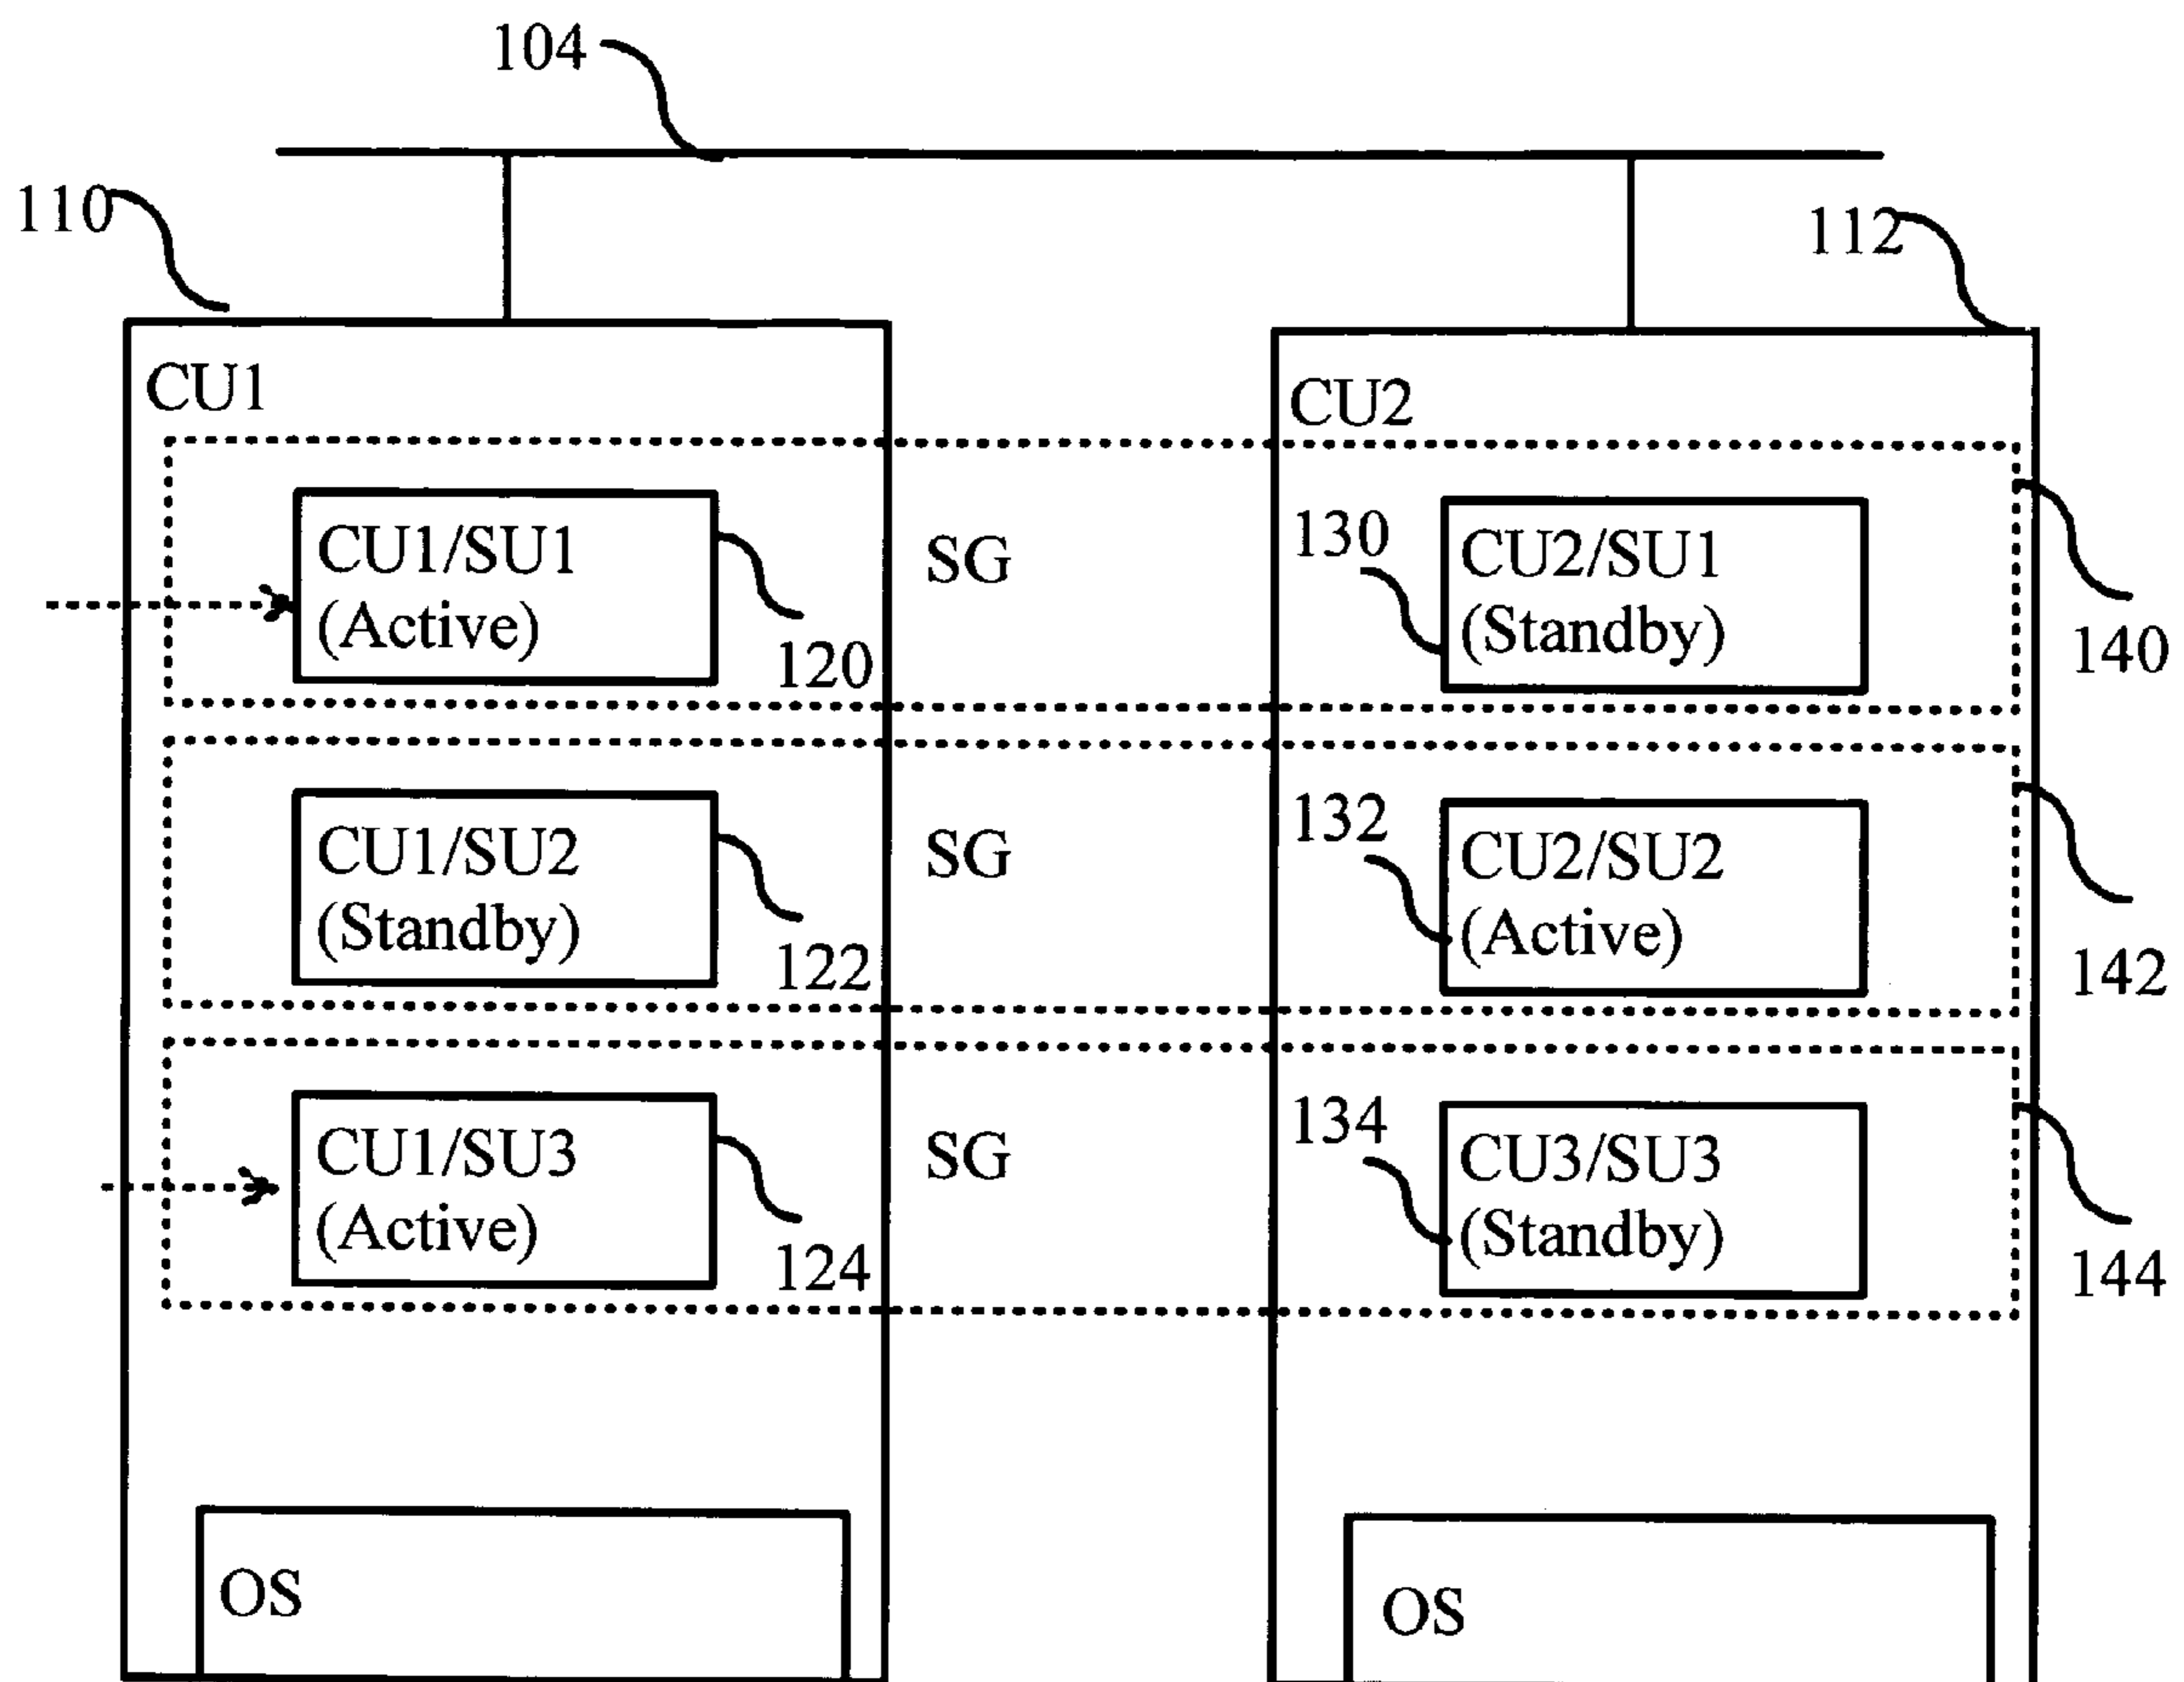 104
110
112
CU1
CU2
CU1/SU1
(Active)
120
SG
130
CU2/SU1
(Standby)
140
CU1/SU2
(Standby)
122
SG
132
CU2/SU2
(Active)
142
CU1/SU3
(Active)
124
SG
134
CU3/SU3
(Standby)
144
OS
OS